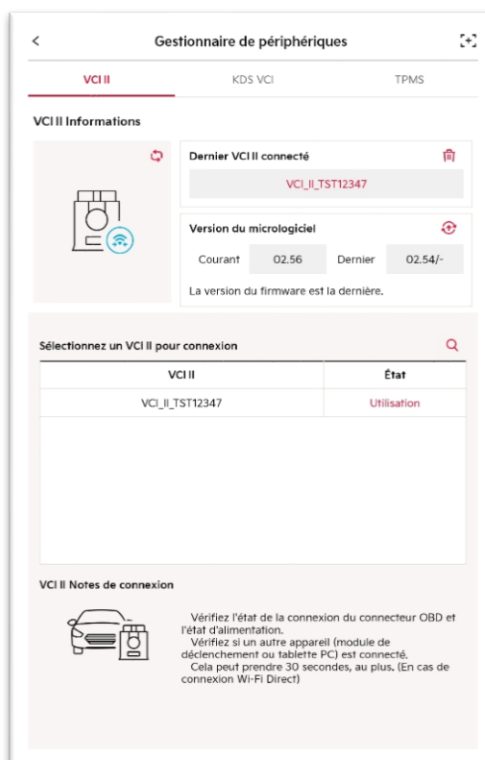 Gestionnaire de périphériques
VCI II KDS VCI TPMS
VCI II Informations
Dernier VCI II connecté
VCI_II_TST12347
Version du micrologiciel
Courant 02.56 Dernier 02.54/-
La version du firmware est la dernière.
Sélectionnez un VCI II pour connexion
VCI II État
VCI_II_TST12347 Utilisation
VCI II Notes de connexion
Vérifiez l'état de la connexion du connecteur OBD et
l'état d'alimentation.
Vérifiez si un autre appareil (module de
déclenchement ou tablette PC) est connecté.
Cela peut prendre 30 secondes, au plus. (En cas de
connexion Wi-Fi Direct)